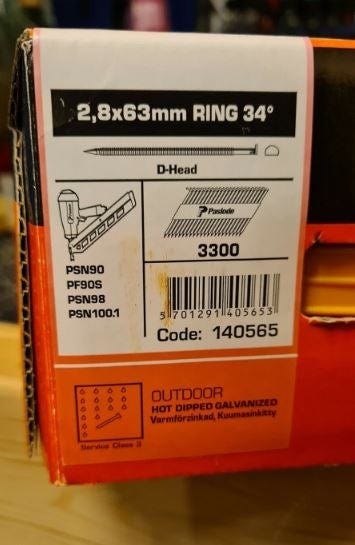 2,8x63mm RING 34°
D-Head
Paslode
3300
PSN90
PF90S
PSN98
PSN100.1
5 701291 405653
Code: 140565
OUTDOOR
HOT DIPPED GALVANIZED
Varmförzinkad, Kuumasinkitty
Service Class 3